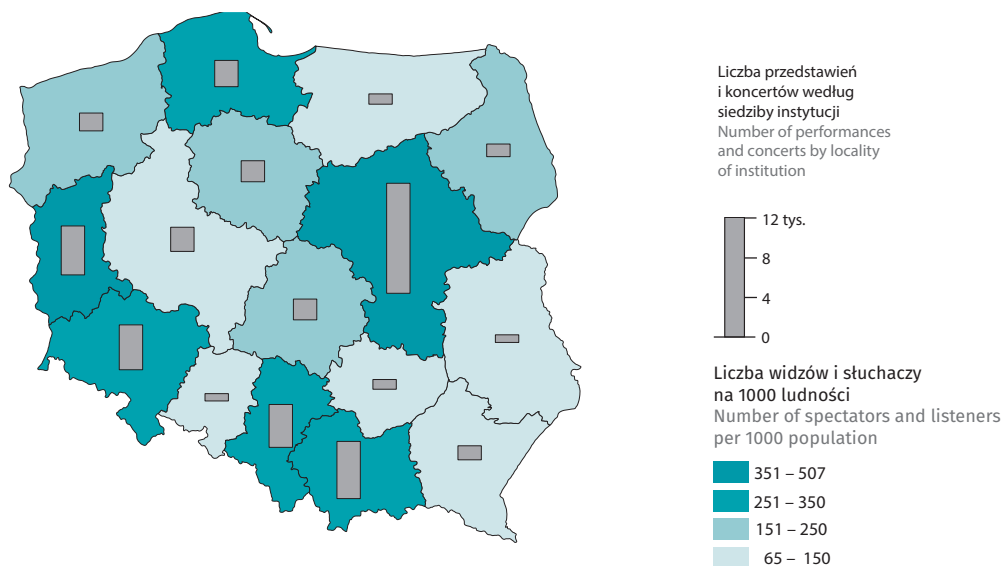 Liczba przedstawień
i koncertów według
siedziby instytucji
Number of performances
and concerts by locality
of institution
12 tys.
8
4
0
Liczba widzów i słuchaczy
na 1000 ludności
Number of spectators and listeners
per 1000 population
351 – 507
251 – 350
151 – 250
65 – 150